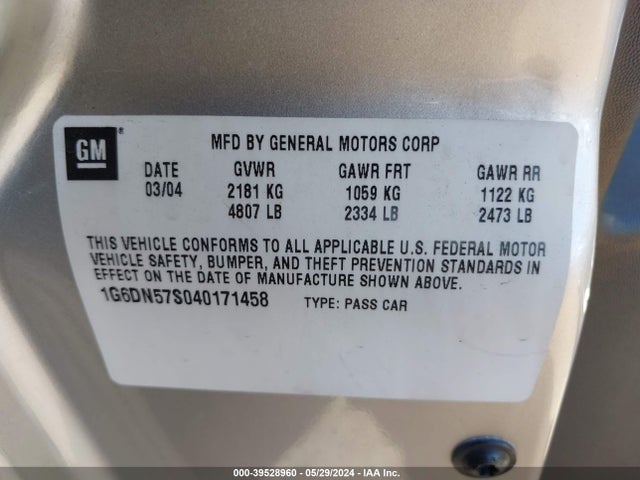 GM®
MFD BY GENERAL MOTORS CORP
DATE GVWR GAWR FRT GAWR RR
03/04 2181 KG 1059 KG 1122 KG
4807 LB 2334 LB 2473 LB
THIS VEHICLE CONFORMS TO ALL APPLICABLE U.S. FEDERAL MOTOR
VEHICLE SAFETY, BUMPER, AND THEFT PREVENTION STANDARDS IN
EFFECT ON THE DATE OF MANUFACTURE SHOWN ABOVE.
1G6DN57S040171458 TYPE: PASS CAR
000-39528960 - 05/29/2024 - IAA Inc.